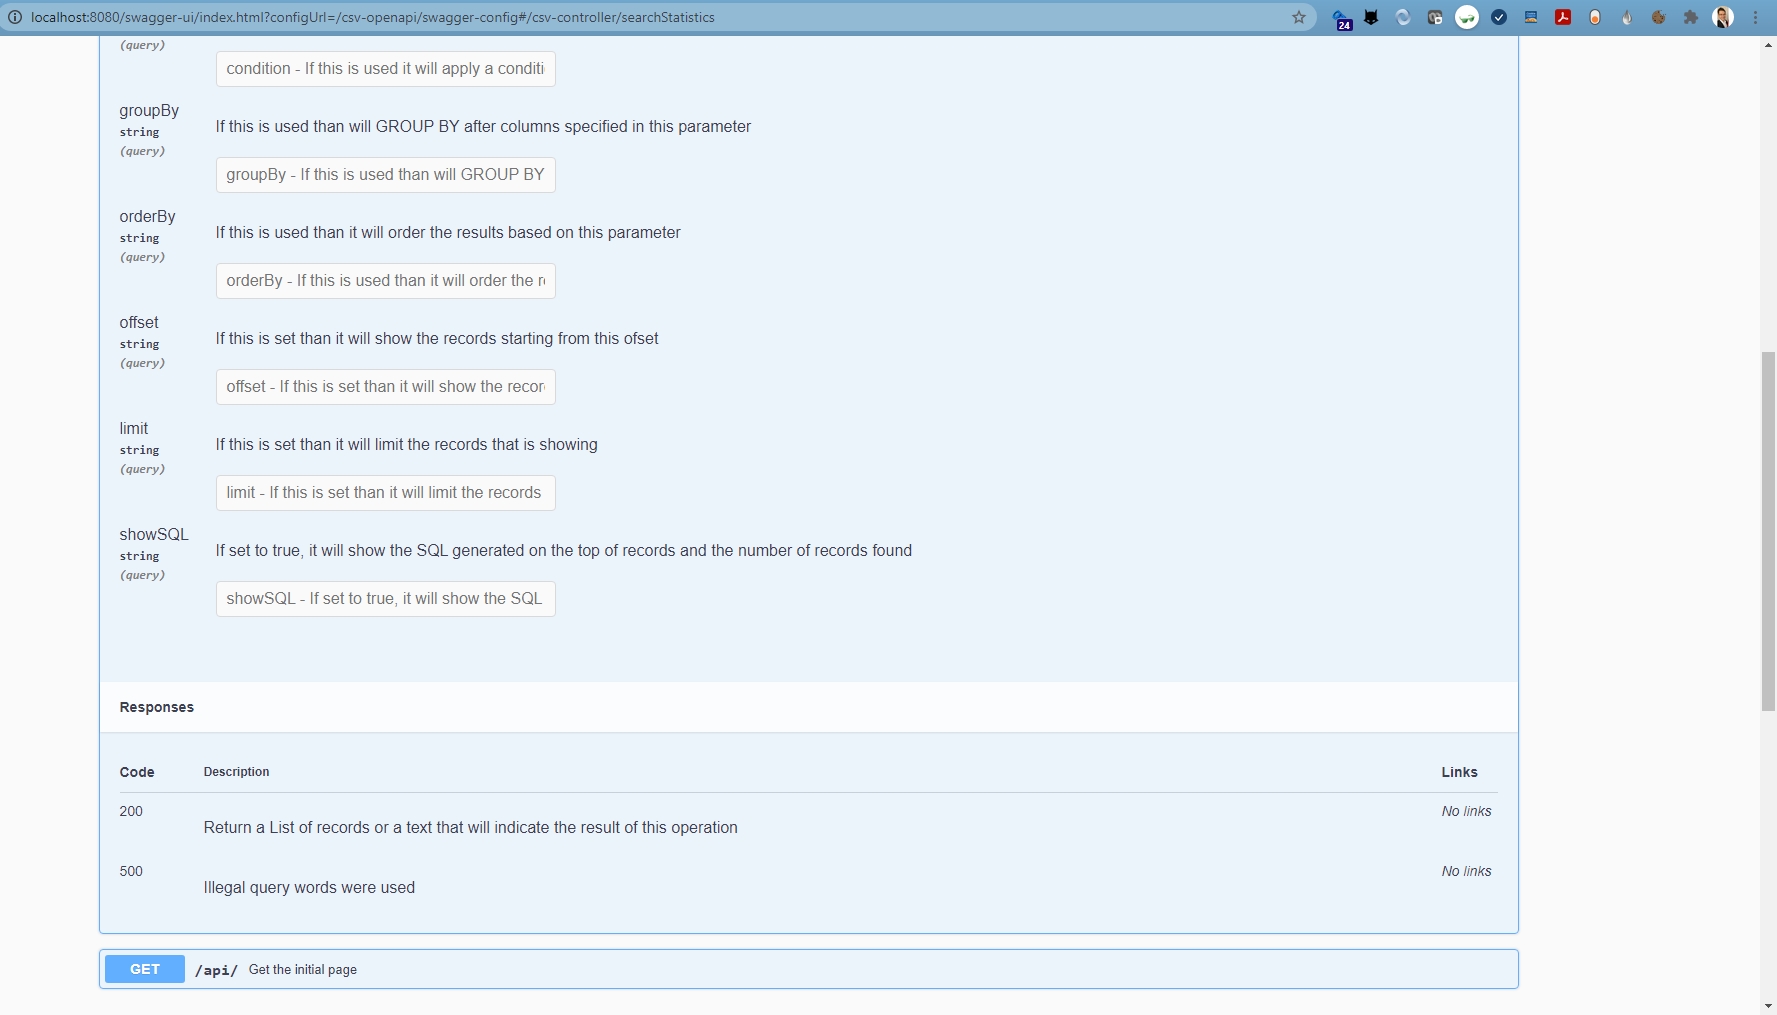 localhost:8080/swagger-ui/index.html?configUrl=/csv-openapi/swagger-config#/csv-controller/searchStatistics
24
(query)
condition - If this is used it will apply a conditi
groupBy
string
(query)
If this is used than will GROUP BY after columns specified in this parameter
groupBy - If this is used than will GROUP BY
orderBy
string
(query)
If this is used than it will order the results based on this parameter
orderBy - If this is used than it will order the r
offset
string
(query)
If this is set than it will show the records starting from this ofset
offset - If this is set than it will show the recor
limit
string
(query)
If this is set than it will limit the records that is showing
limit - If this is set than it will limit the records
showSQL
string
(query)
If set to true, it will show the SQL generated on the top of records and the number of records found
showSQL - If set to true, it will show the SQL
Responses
Code Description Links
200 No links
Return a List of records or a text that will indicate the result of this operation
500 No links
Illegal query words were used
GET /api/ Get the initial page